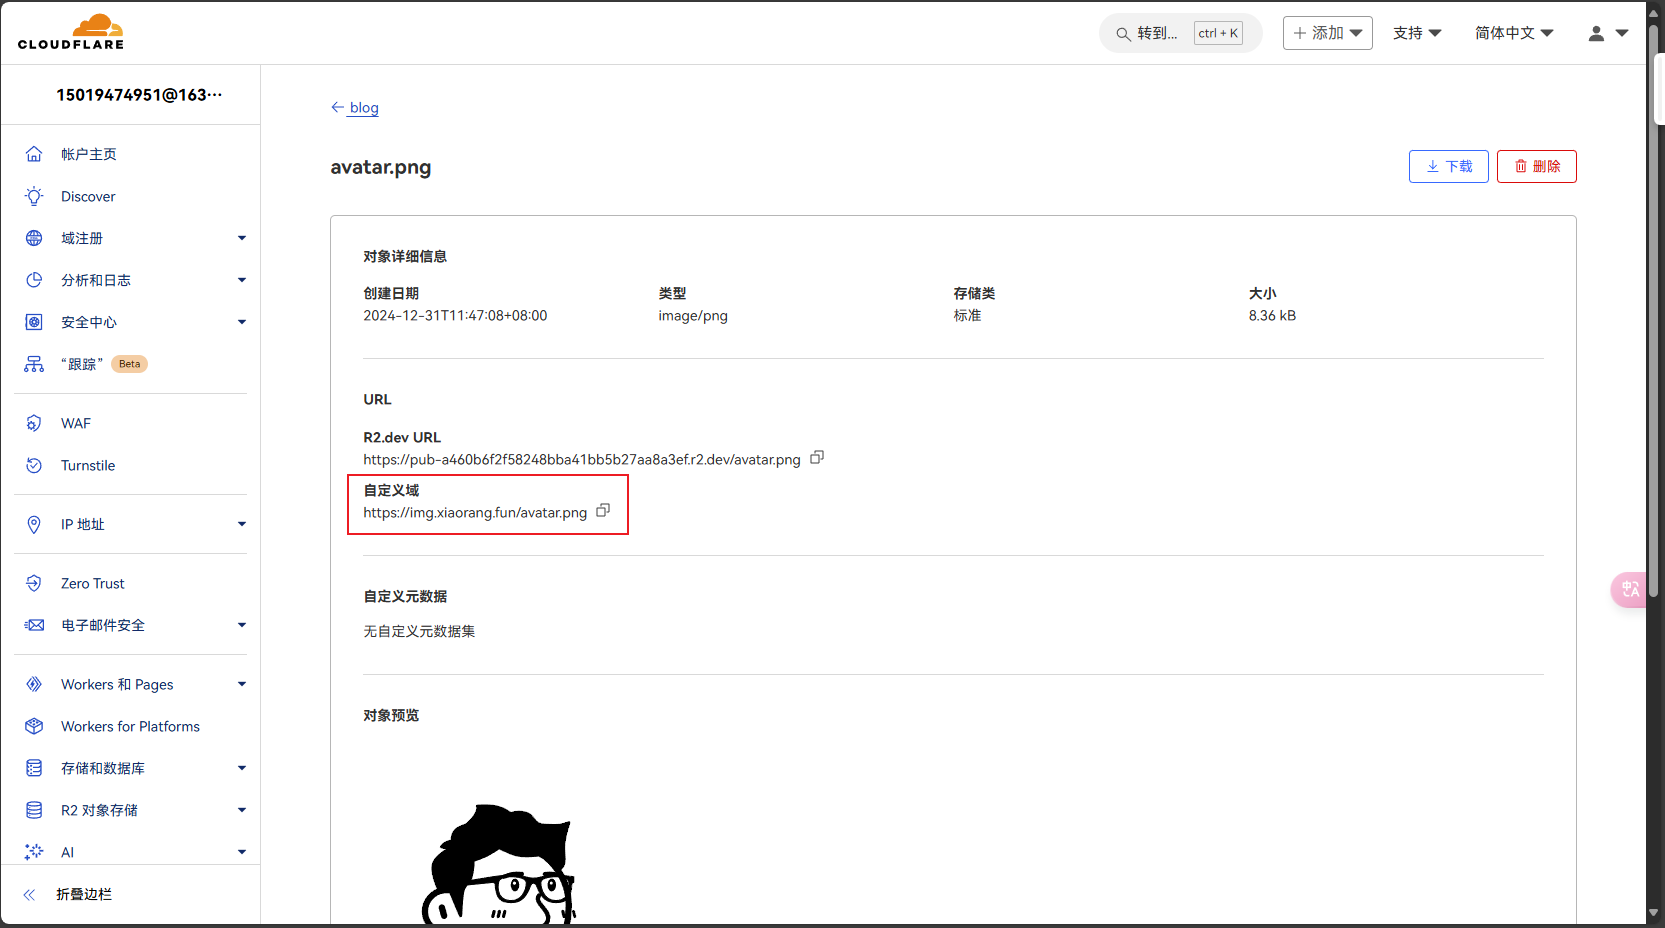 CLOUDFLARE
转到...
ctrl + K
添加
支持
简体中文
15019474951@163···
帐户主页
Discover
域注册
分析和日志
安全中心
“跟踪”
Beta
WAF
Turnstile
IP 地址
Zero Trust
电子邮件安全
Workers 和 Pages
Workers for Platforms
存储和数据库
R2 对象存储
AI
折叠边栏
blog
avatar.png
下载
删除
对象详细信息
创建日期
2024-12-31T11:47:08+08:00
类型
image/png
存储类
标准
大小
8.36 kB
URL
R2.dev URL
https://pub-a460b6f2f58248bba41bb5b27aa8a3ef.r2.dev/avatar.png
自定义域
https://img.xiaorang.fun/avatar.png
自定义元数据
无自定义元数据集
对象预览
中A